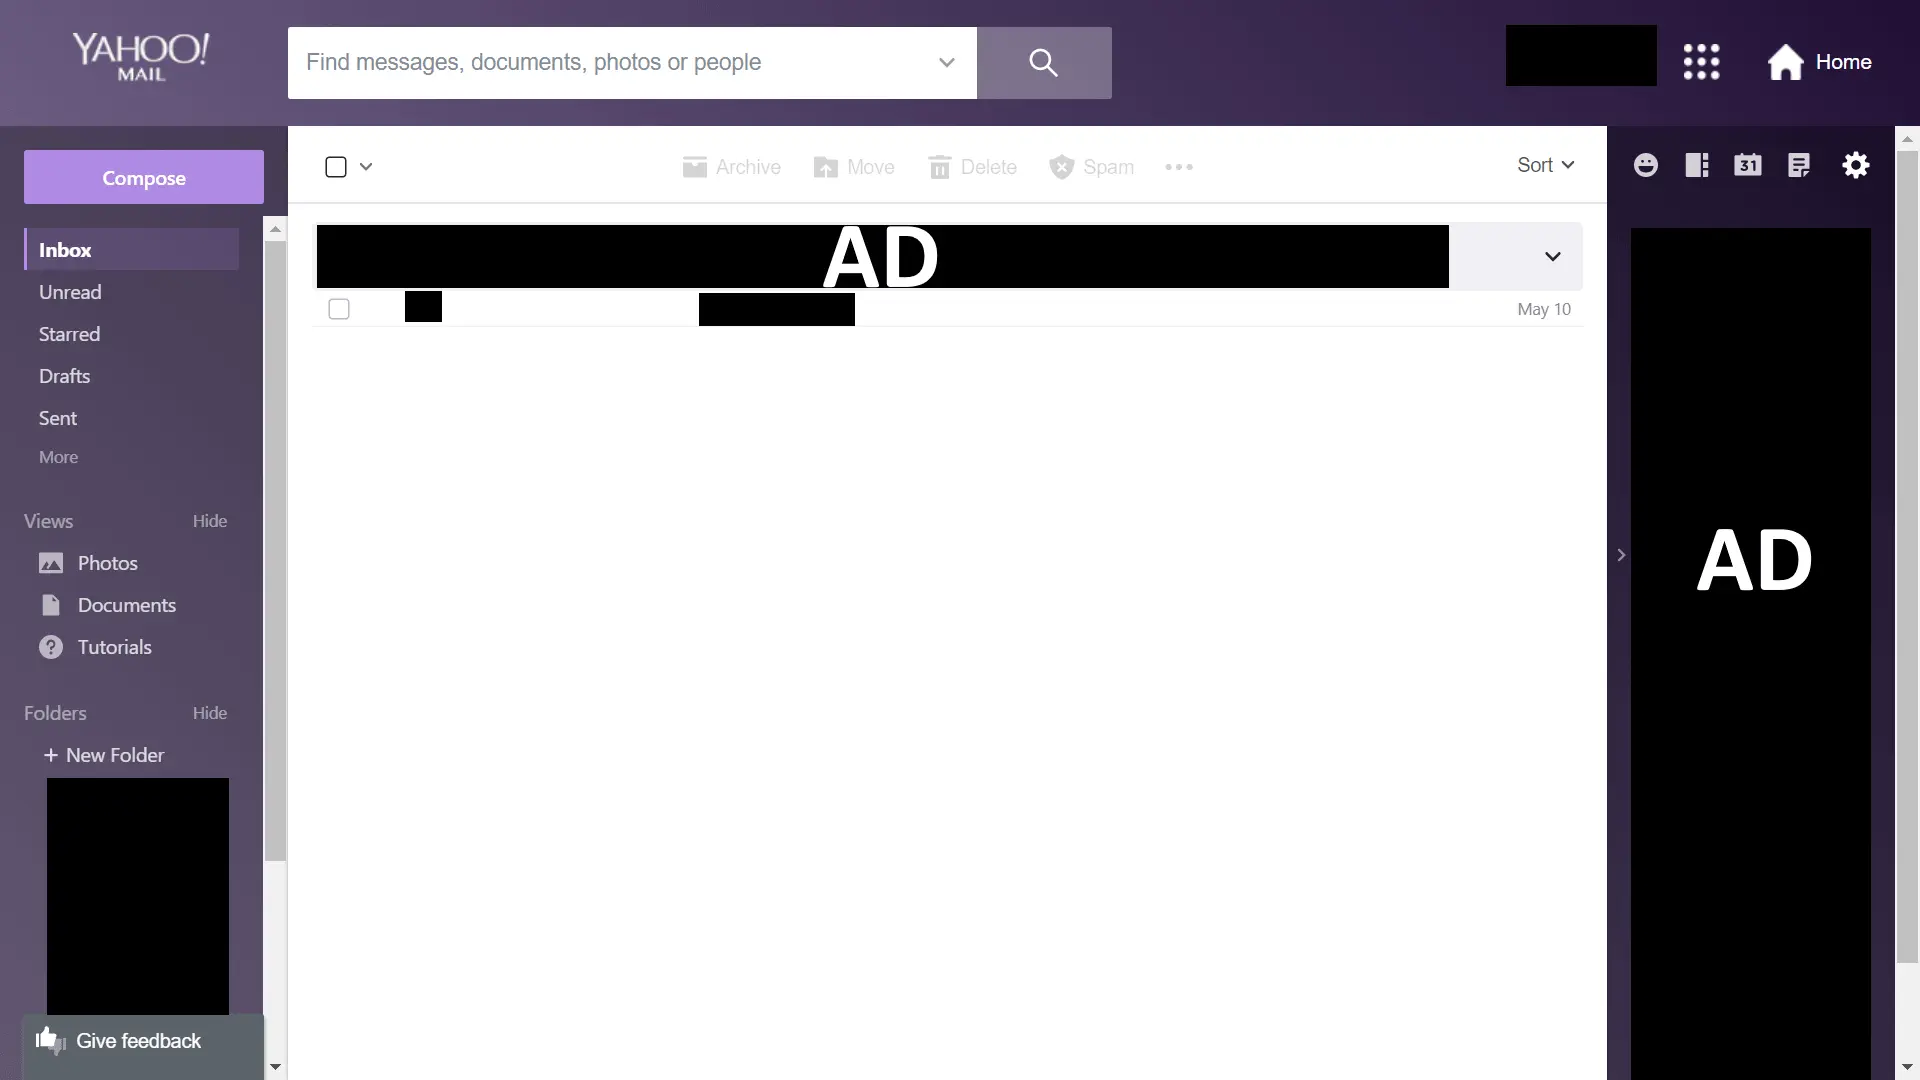 YAHOO!
MAIL
Find messages, documents, photos or people
Home
Compose
Archive
Move
Delete
Spam
Sort
31
Inbox
Unread
Starred
Drafts
Sent
More
AD
May 10
Views Hide
Photos
Documents
? Tutorials
Folders Hide
+ New Folder
Give feedback
AD